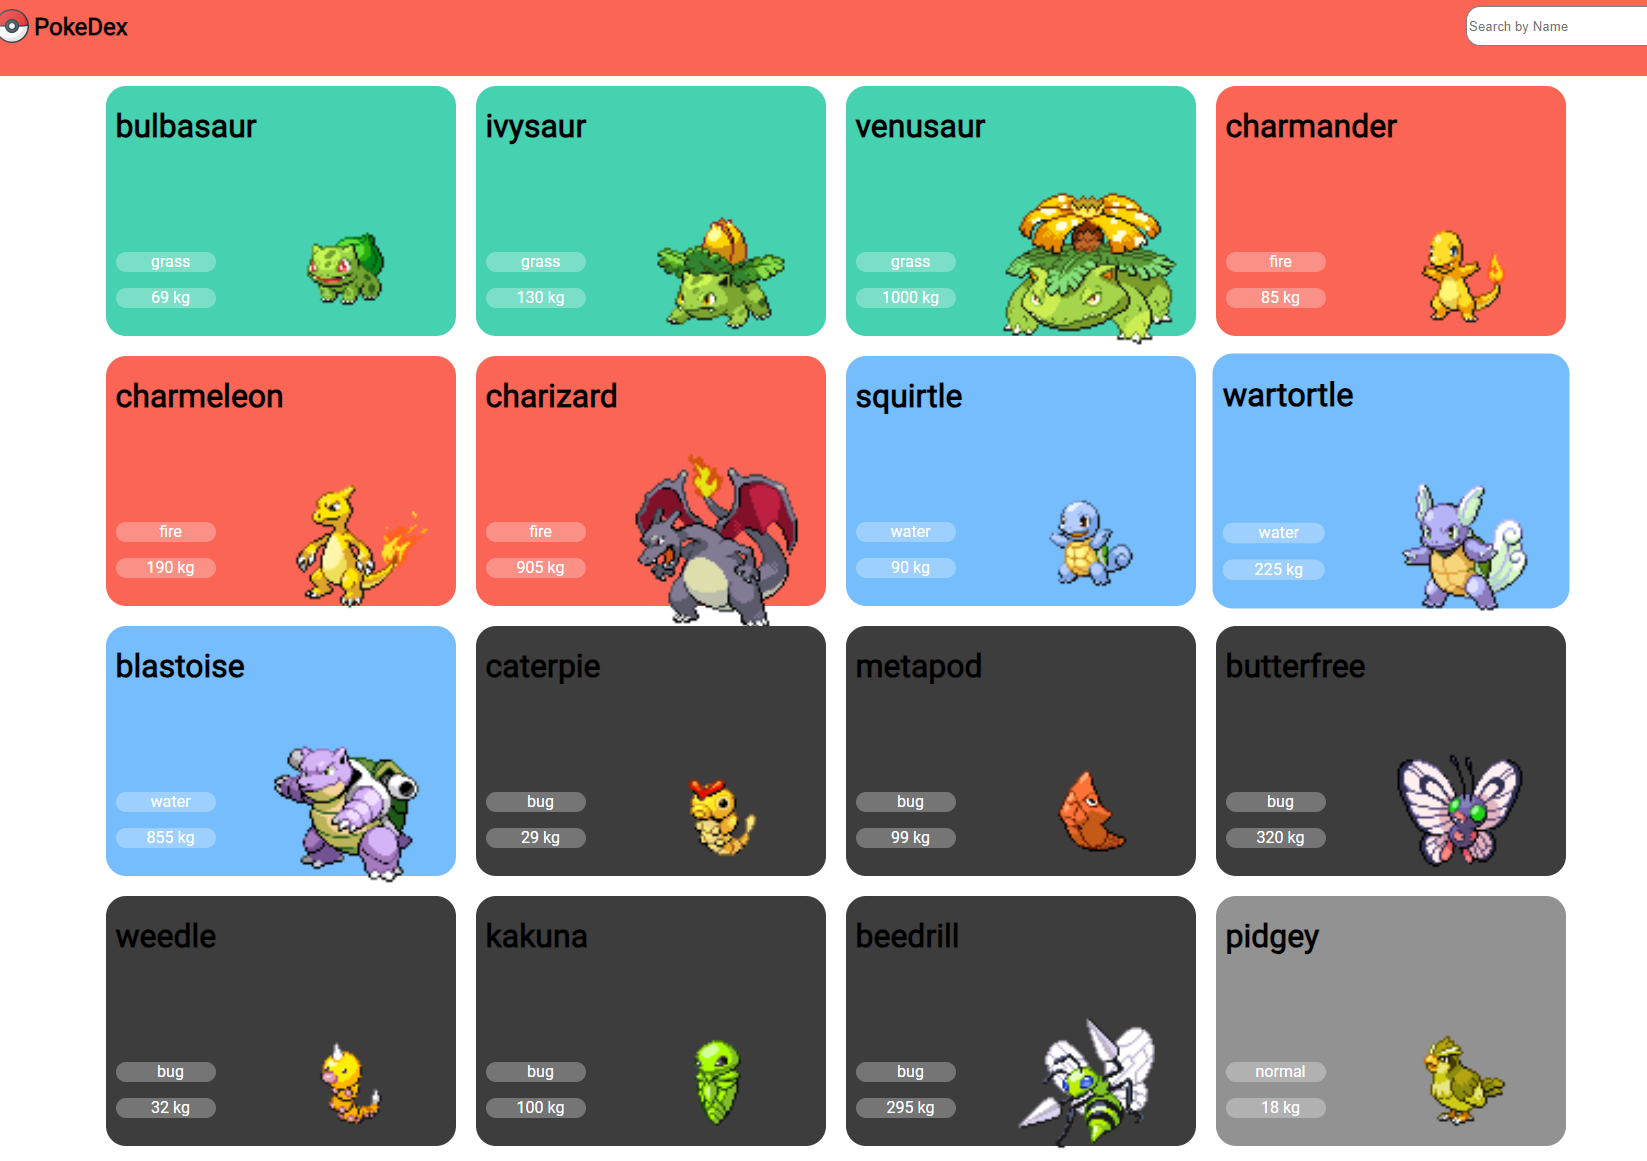 PokeDex
Search by Name
bulbasaur
grass
69 kg
ivysaur
grass
130 kg
venusaur
grass
1000 kg
charmander
fire
85 kg
charmeleon
fire
190 kg
charizard
fire
905 kg
squirtle
water
90 kg
wartortle
water
225 kg
blastoise
water
855 kg
caterpie
bug
29 kg
metapod
bug
99 kg
butterfree
bug
320 kg
weedle
bug
32 kg
kakuna
bug
100 kg
beedrill
bug
295 kg
pidgey
normal
18 kg